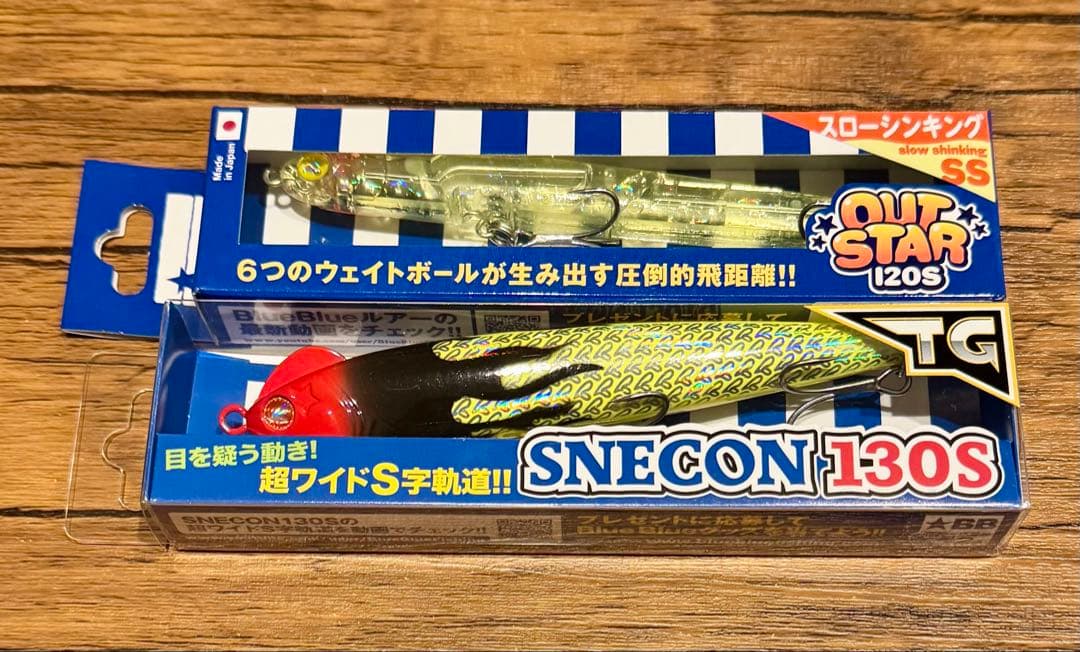 Made
in Japan
スローシンキング
slow shinking
SS
OUT
STAR
120S
6つのウェイトボールが生み出す圧倒的飛距離!!
BlueBlueルアーの
最新動画をチェック!!
プレゼントに応募して
TG
目を疑う動き!
超ワイドS字軌道!!
SNECON 130S
SNECON130Sの
プレゼントに応募して
★BB